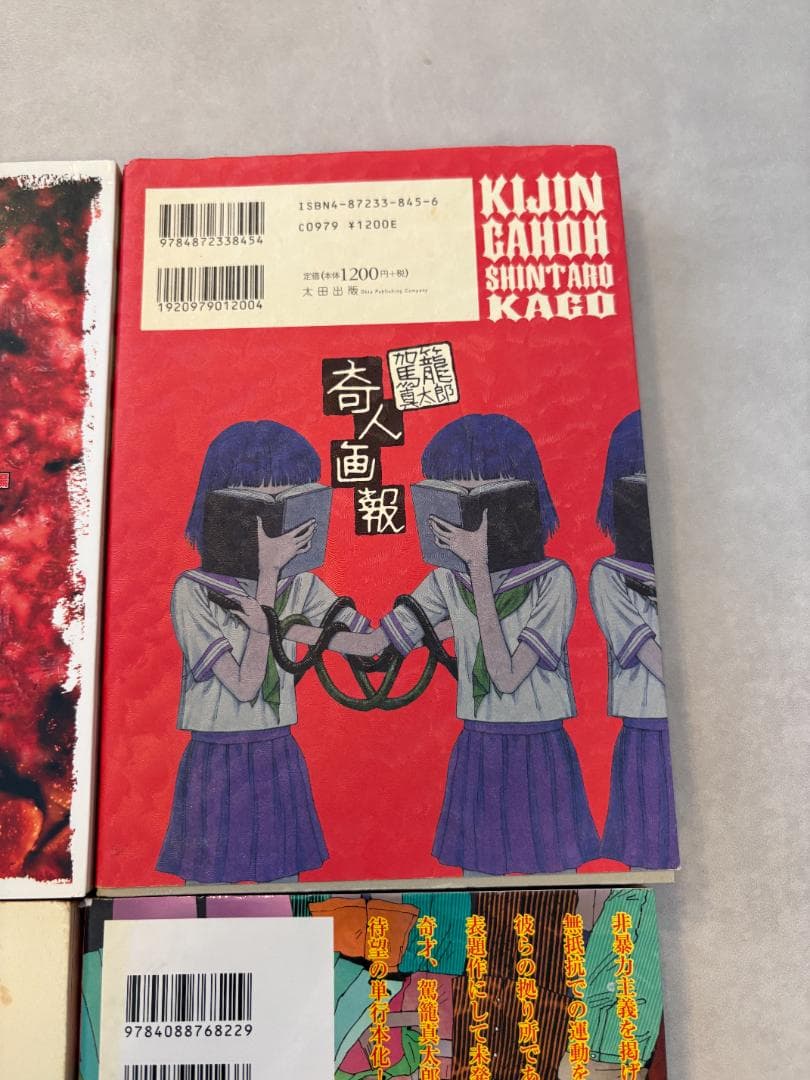 ISBN4-87233-845-6
C0979 ¥1200E
9784872338454
定価(本体1200円+税)
太田出版 Ohta Publishing Company
1920979012004
KIJIN
GAHOH
SHINTARO
KAGO
駕籠真太郎
奇人画報
9784088768229
非暴力主義を掲げ
無抵抗での運動を
彼らの拠り所であ
表題作にして未発
奇才、駕籠真太郎
待望の単行本化!